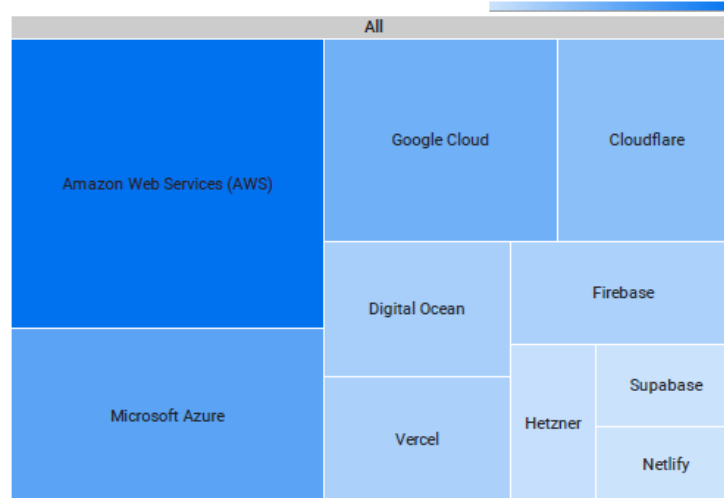 All
Amazon Web Services (AWS)
Google Cloud
Cloudflare
Microsoft Azure
Digital Ocean
Firebase
Vercel
Hetzner
Supabase
Netlify